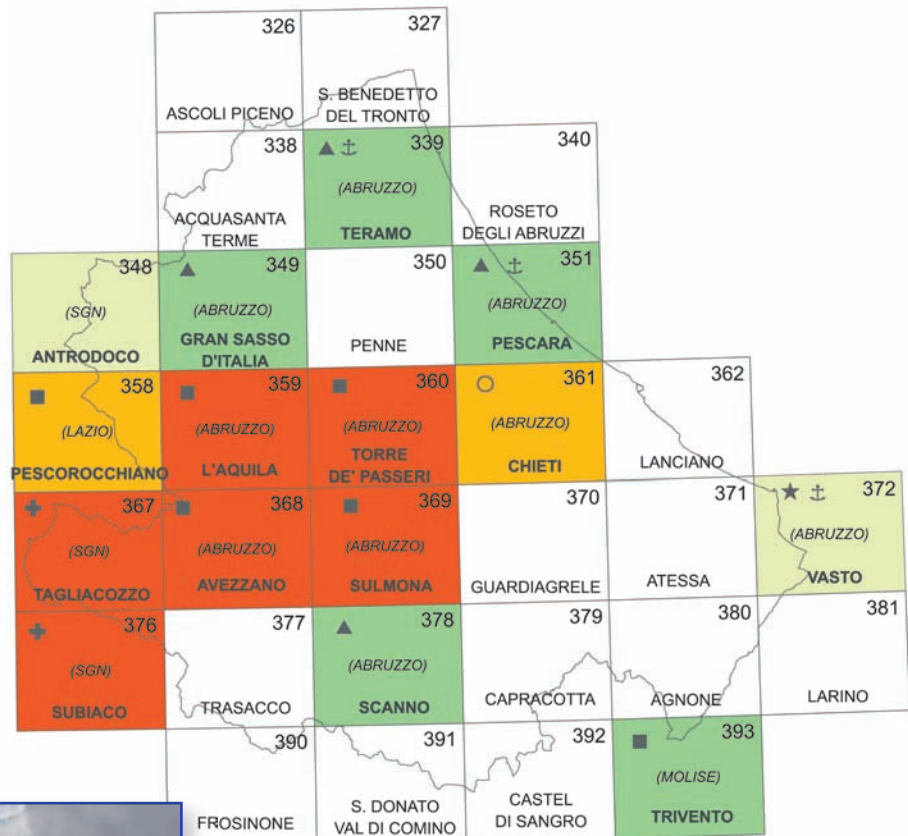 326
ASCOLI PICENO
327
S. BENEDETTO
DEL TRONTO
338
ACQUASANTA
TERME
339
(ABRUZZO)
TERAMO
340
ROSETO
DEGLI ABRUZZI
348
(SGN)
ANTRODOCO
349
(ABRUZZO)
GRAN SASSO
D'ITALIA
350
PENNE
351
(ABRUZZO)
PESCARA
358
(LAZIO)
PESCOROCCHIANO
359
(ABRUZZO)
L'AQUILA
360
(ABRUZZO)
TORRE
DE' PASSERI
361
(ABRUZZO)
CHIETI
362
LANCIANO
367
(SGN)
TAGLIACOZZO
368
(ABRUZZO)
AVEZZANO
369
(ABRUZZO)
SULMONA
370
GUARDIAGRELE
371
ATESSA
372
(ABRUZZO)
VASTO
376
(SGN)
SUBIACO
377
TRASACCO
378
(ABRUZZO)
SCANNO
379
CAPRACOTTA
380
AGNONE
381
LARINO
390
FROSINONE
391
S. DONATO
VAL DI COMINO
392
CASTEL
DI SANGRO
393
(MOLISE)
TRIVENTO